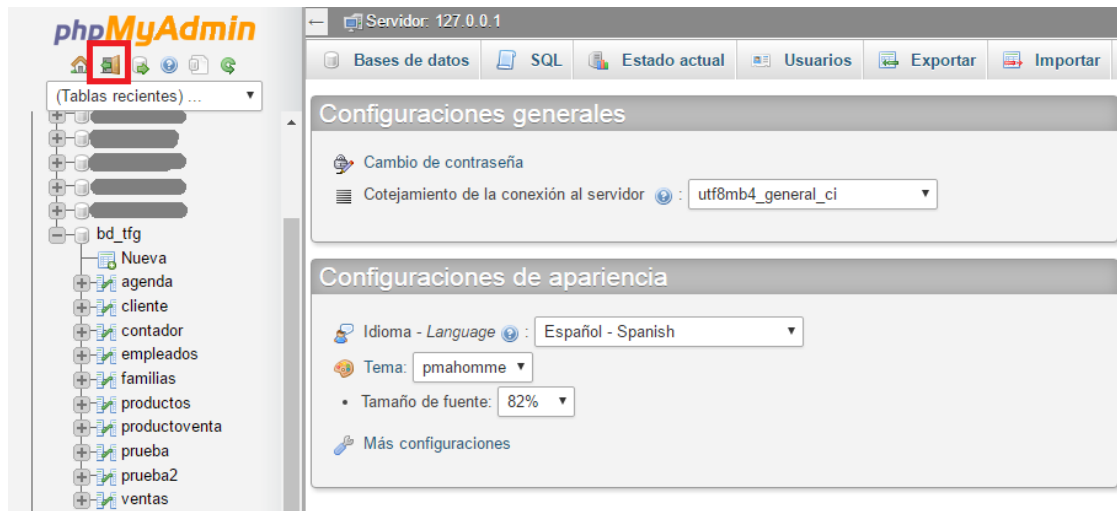 phpMyAdmin
(Tablas recientes) ...
bd_tfg
Nueva
agenda
cliente
contador
empleados
familias
productos
productoventa
prueba
prueba2
ventas
Servidor: 127.0.0.1
Bases de datos SQL Estado actual Usuarios Exportar Importar
Configuraciones generales
Cambio de contraseña
Cotejamiento de la conexión al servidor : utf8mb4_general_ci
Configuraciones de apariencia
Idioma - Language : Español - Spanish
Tema: pmahomme
• Tamaño de fuente: 82%
Más configuraciones